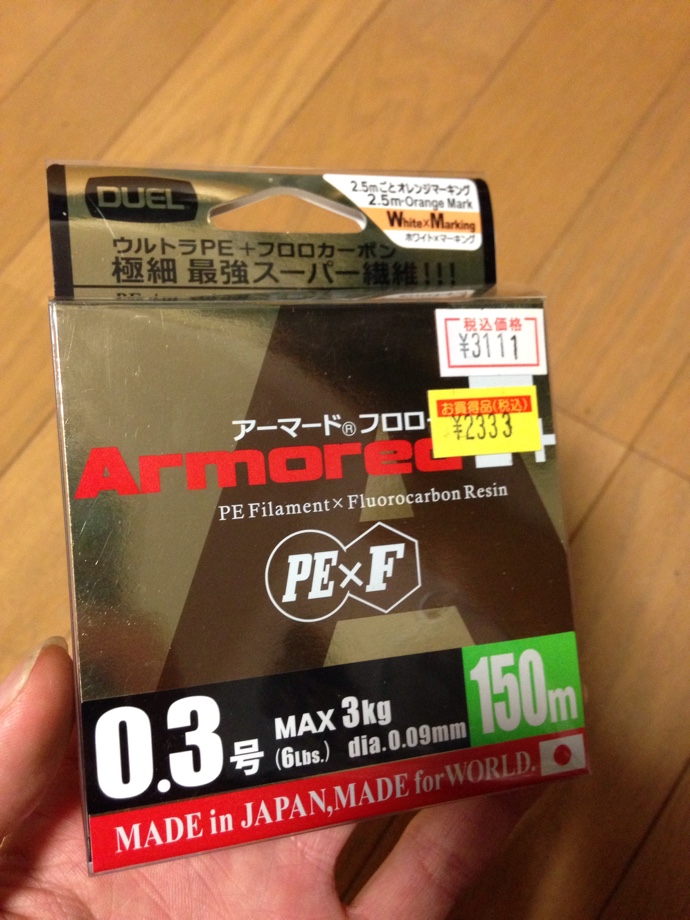 DUEL
2.5mごとオレンジマーキング
2.5m-Orange Mark
White×Marking
ホワイト×マーキング
ウルトラPE+フロロカーボン
極細 最強スーパー繊維!!!
税込価格
¥3111
お買得品(税込)
¥2333
アーマード®フロロ
Armored
PE Filament×Fluorocarbon Resin
PE×F
0.3号
MAX 3kg
(6Lbs.) dia.0.09mm
150m
MADE in JAPAN,MADE for WORLD.